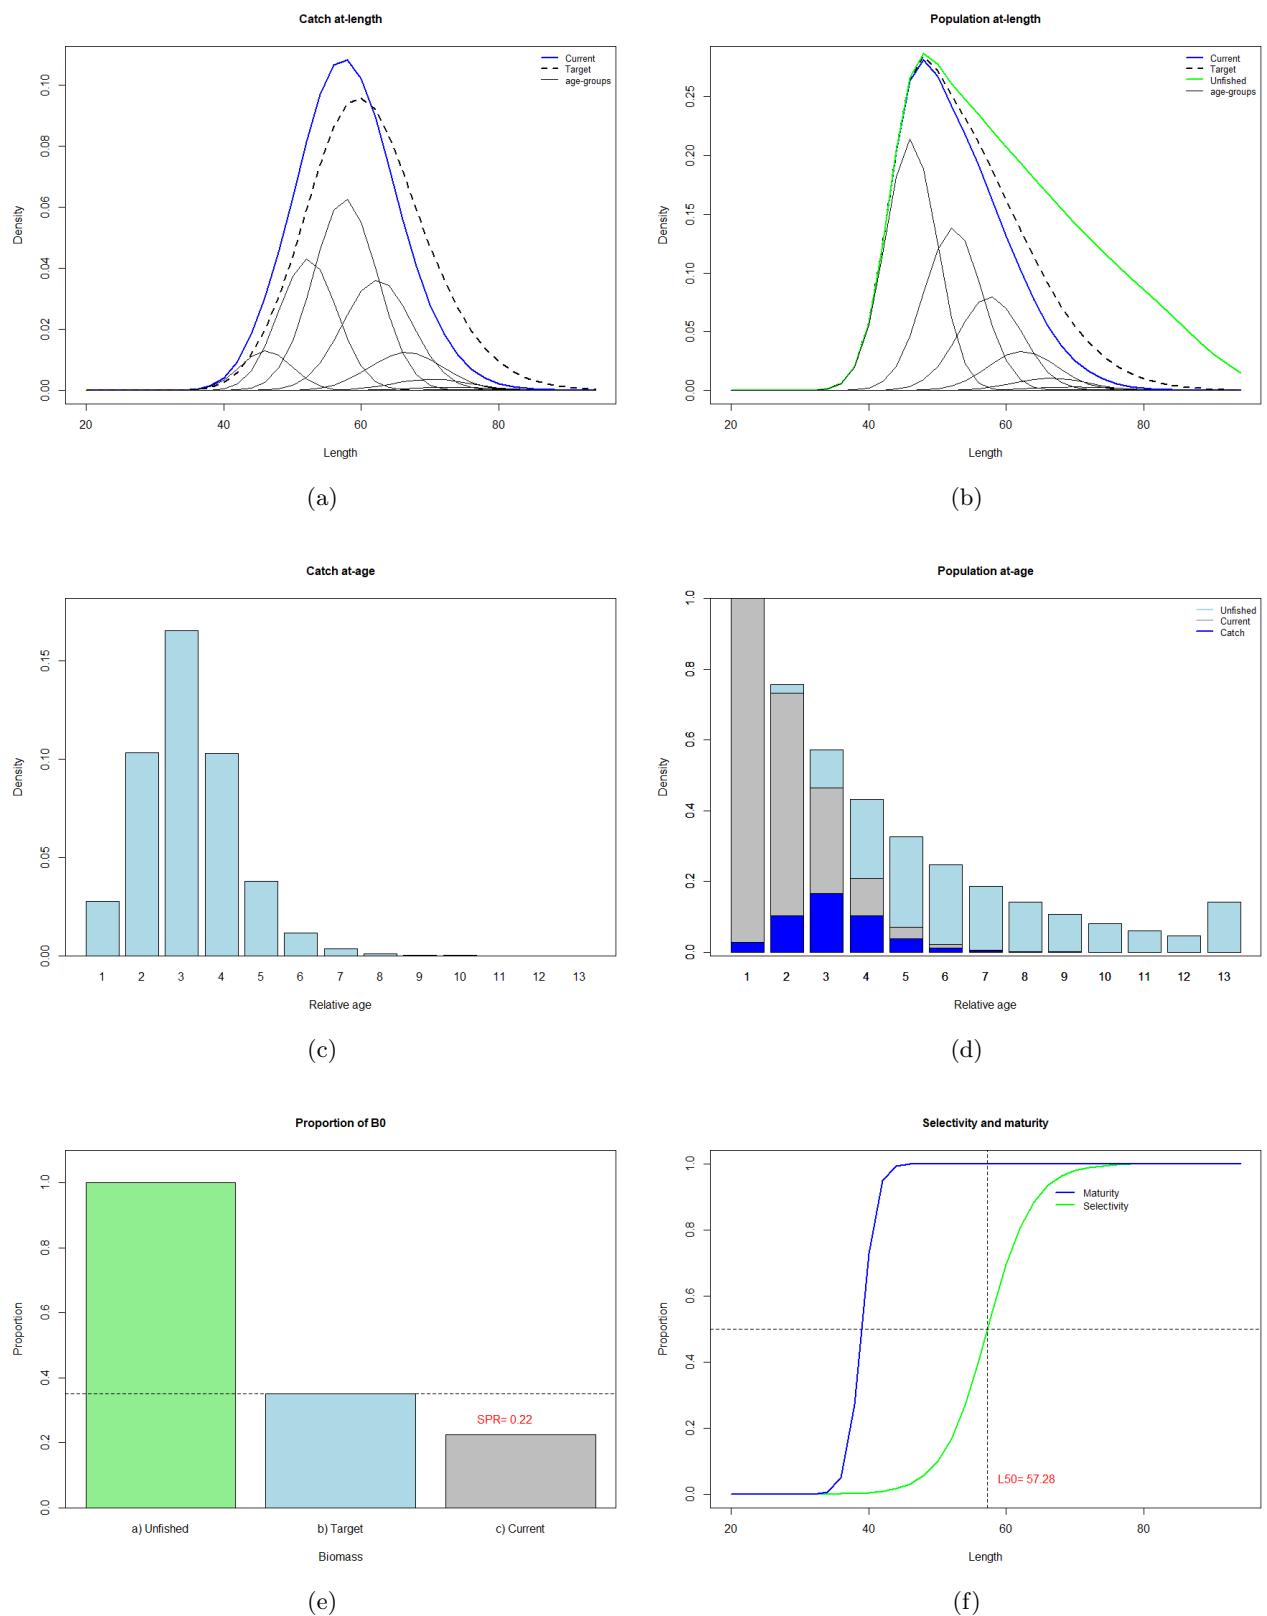 Catch at-length
Current
Target
age-groups
0.00
0.02
0.04
0.06
0.08
0.10
Density
20
40
60
80
Length
(a)
Population at-length
Current
Target
Unfished
age-groups
0.00
0.05
0.10
0.15
0.20
0.25
Density
20
40
60
80
Length
(b)
Catch at-age
0.00
0.05
0.10
0.15
Density
1 2 3 4 5 6 7 8 9 10 11 12 13
Relative age
(c)
Population at-age
Unfished
Current
Catch
0.0
0.2
0.4
0.6
0.8
1.0
Density
1 2 3 4 5 6 7 8 9 10 11 12 13
Relative age
(d)
Proportion of B0
0.0
0.2
0.4
0.6
0.8
1.0
Proportion
SPR= 0.22
a) Unfished
b) Target
c) Current
Biomass
(e)
Selectivity and maturity
Maturity
Selectivity
0.0
0.2
0.4
0.6
0.8
1.0
Proportion
L50= 57.28
20
40
60
80
Length
(f)